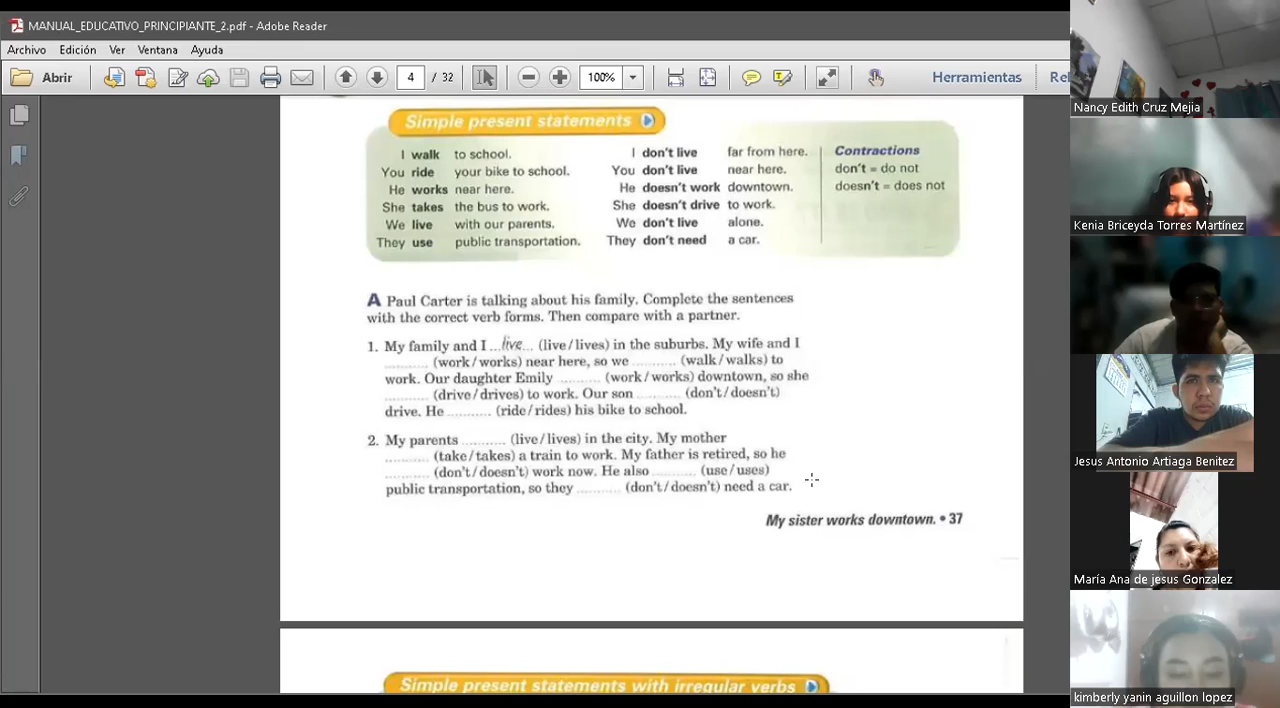 MANUAL_EDUCATIVO_PRINCIPIANTE_2.pdf - Adobe Reader
Archivo Edición Ver Ventana Ayuda
Abrir 4 / 32 100% Herramientas
Simple present statements
I walk to school. I don't live far from here. Contractions
You ride your bike to school. You don't live near here. don't = do not
He works near here. He doesn't work downtown. doesn't = does not
She takes the bus to work. She doesn't drive to work.
We live with our parents. We don't live alone.
They use public transportation. They don't need a car.
A Paul Carter is talking about his family. Complete the sentences
with the correct verb forms. Then compare with a partner.
1. My family and I ...live... (live / lives) in the suburbs. My wife and I
.......... (work / works) near here, so we .......... (walk / walks) to
work. Our daughter Emily .......... (work / works) downtown, so she
.......... (drive / drives) to work. Our son .......... (don't / doesn't)
drive. He .......... (ride / rides) his bike to school.
2. My parents .......... (live / lives) in the city. My mother
.......... (take / takes) a train to work. My father is retired, so he
.......... (don't / doesn't) work now. He also .......... (use / uses)
public transportation, so they .......... (don't / doesn't) need a car.
My sister works downtown. • 37
Simple present statements with irregular verbs
Nancy Edith Cruz Mejia
Kenia Briceyda Torres Martínez
Jesus Antonio Artiaga Benitez
María Ana de jesus Gonzalez
kimberly yanin aguillon lopez